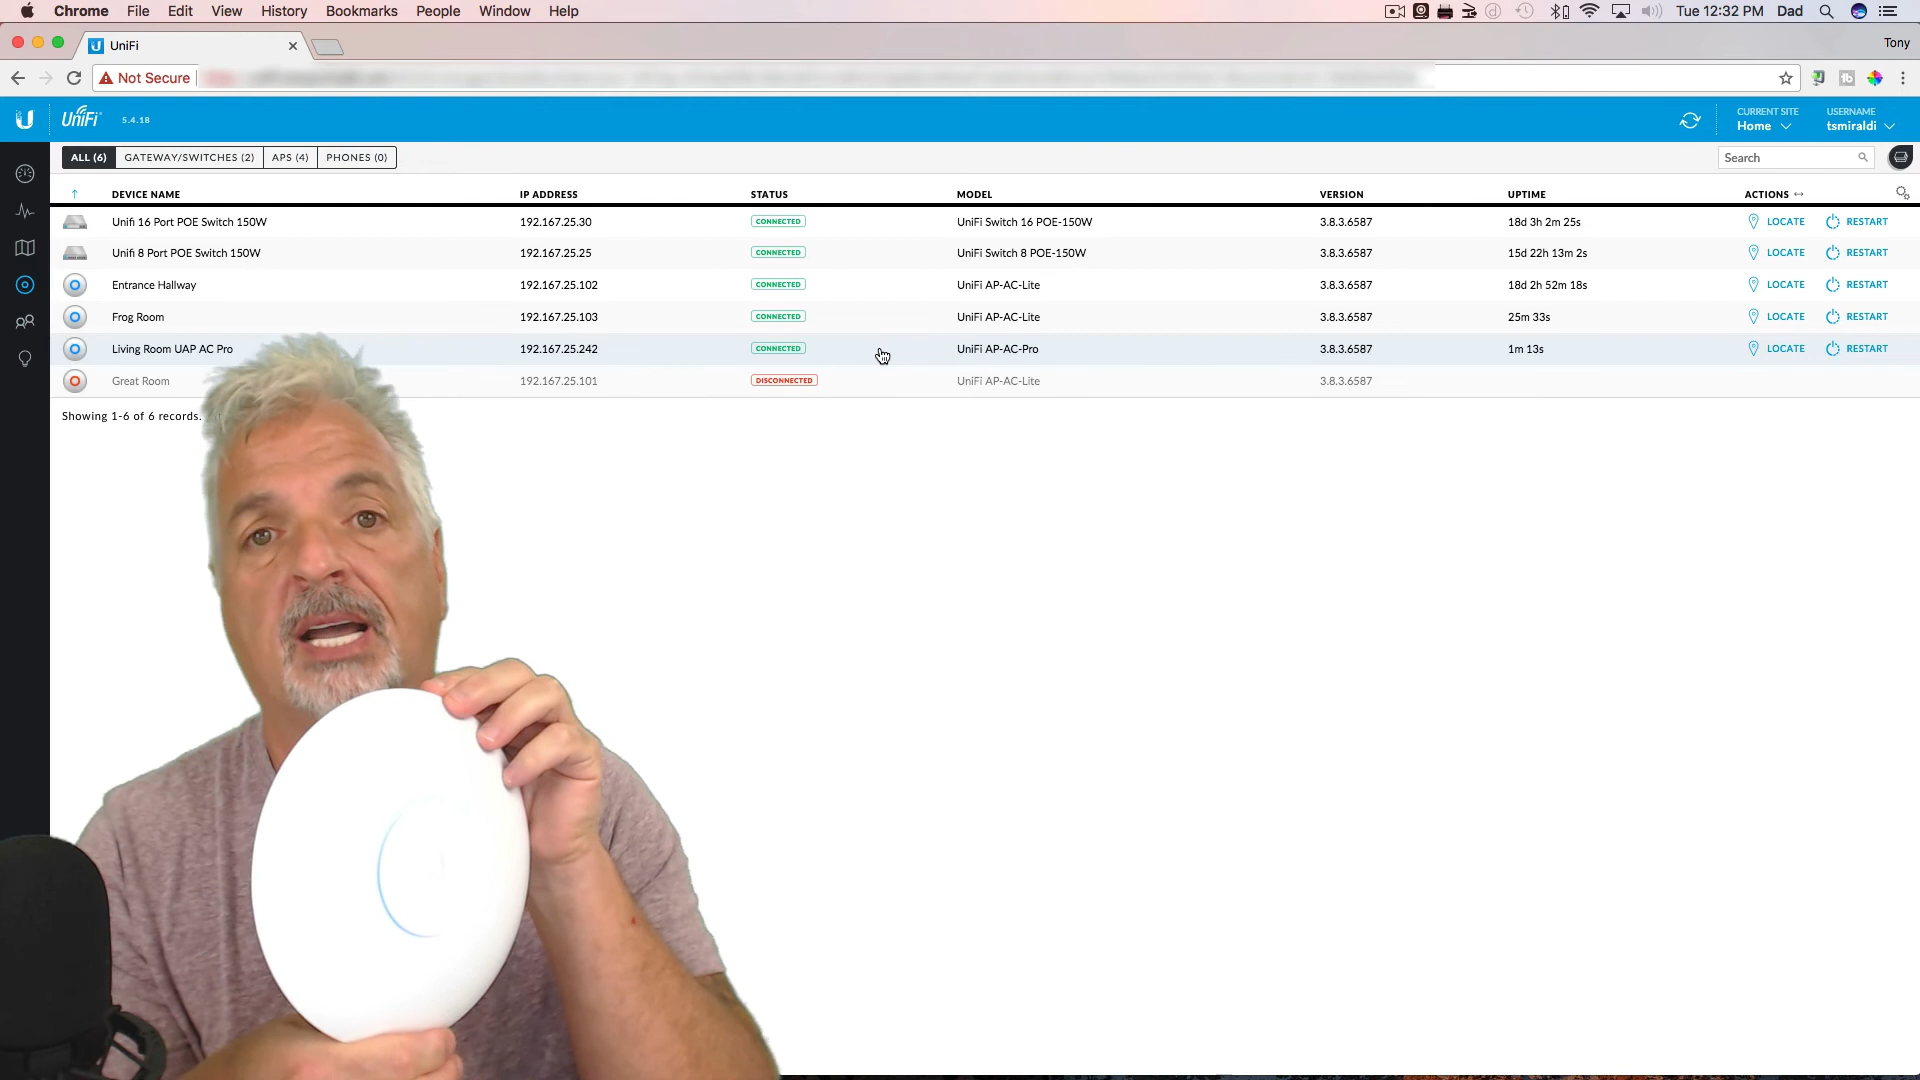 Chrome File Edit View History Bookmarks People Window Help Tue 12:32 PM Dad
UniFi Tony
Not Secure
UniFi 5.4.18 CURRENT SITE Home USERNAME tsmiraldi
ALL (6) GATEWAY/SWITCHES (2) APS (4) PHONES (0) Search
DEVICE NAME IP ADDRESS STATUS MODEL VERSION UPTIME ACTIONS
Unifi 16 Port POE Switch 150W 192.167.25.30 CONNECTED UniFi Switch 16 POE-150W 3.8.3.6587 18d 3h 2m 25s LOCATE RESTART
Unifi 8 Port POE Switch 150W 192.167.25.25 CONNECTED UniFi Switch 8 POE-150W 3.8.3.6587 15d 22h 13m 2s LOCATE RESTART
Entrance Hallway 192.167.25.102 CONNECTED UniFi AP-AC-Lite 3.8.3.6587 18d 2h 52m 18s LOCATE RESTART
Frog Room 192.167.25.103 CONNECTED UniFi AP-AC-Lite 3.8.3.6587 25m 33s LOCATE RESTART
Living Room UAP AC Pro 192.167.25.242 CONNECTED UniFi AP-AC-Pro 3.8.3.6587 1m 13s LOCATE RESTART
Great Room 192.167.25.101 DISCONNECTED UniFi AP-AC-Lite 3.8.3.6587
Showing 1-6 of 6 records.